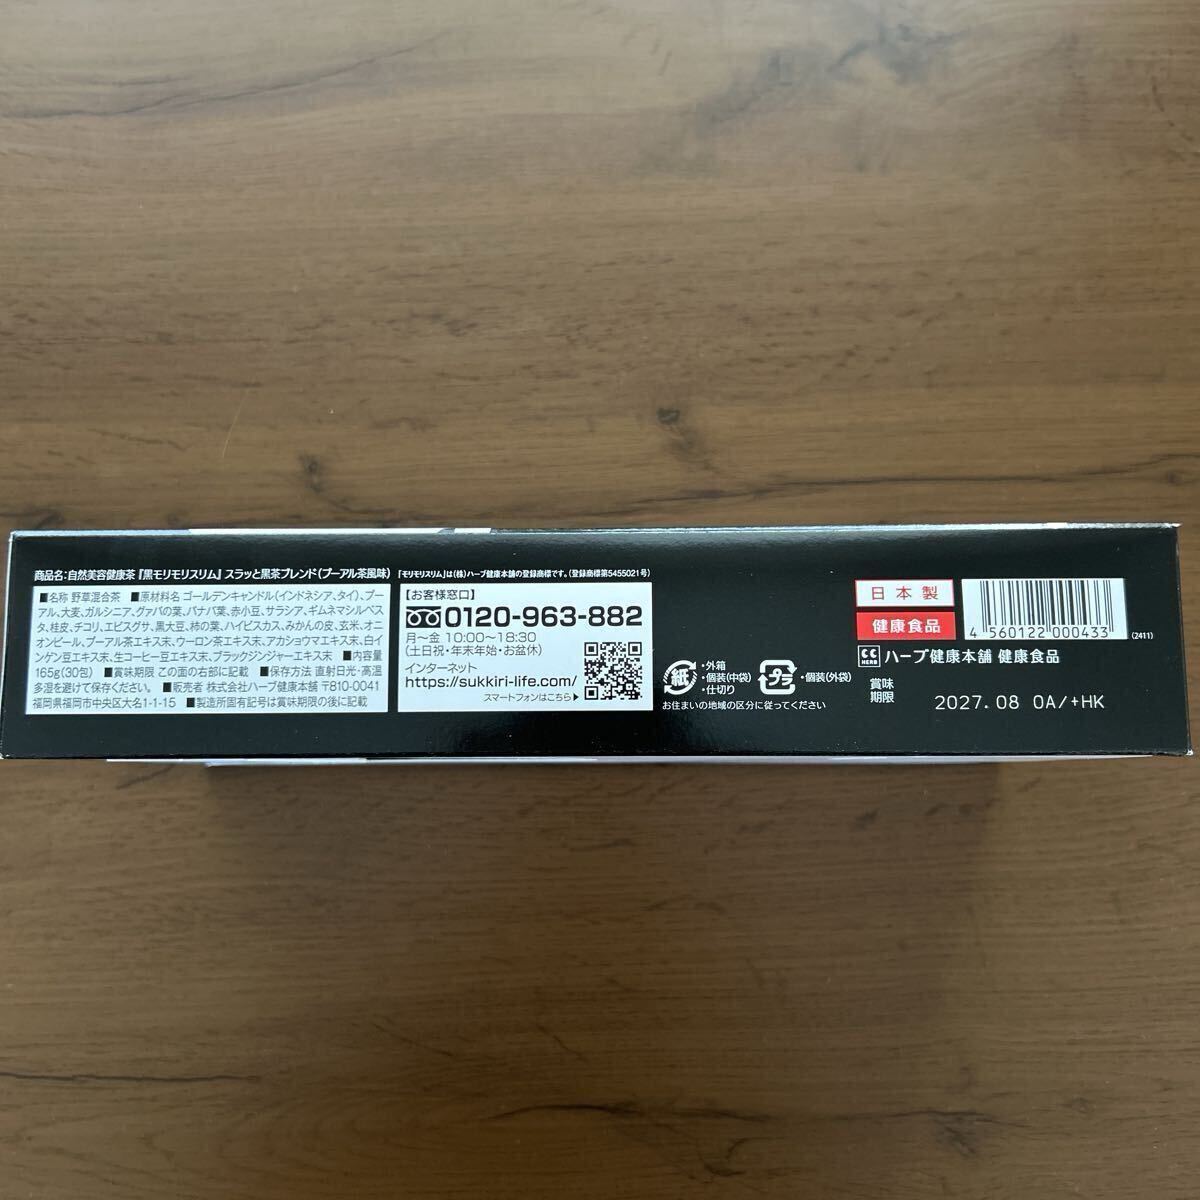 商品名:自然美容健康茶『黒モリモリスリム』 スラッと黒茶ブレンド(プーアル茶風味)
■名称 野草混合茶 ■原材料名 ゴールデンキャンドル(インドネシア、タイ)、プー
アル、大麦、ガルシニア、グァバの葉、バナバ葉、赤小豆、サラシア、ギムネマシルベス
タ、桂皮、チコリ、エビスグサ、黒大豆、柿の葉、ハイビスカス、みかんの皮、玄米、オニ
オンピール、プーアル茶エキス末、ウーロン茶エキス末、アカショウマエキス末、白イ
ンゲン豆エキス末、生コーヒー豆エキス末、ブラックジンジャーエキス末 ■内容量
165g(30包) ■賞味期限 この面の右部に記載 ■保存方法 直射日光・高温
多湿を避けて保存ください。 ■販売者 株式会社ハーブ健康本舗 〒810-0041
福岡県福岡市中央区大名1-1-15 ■製造所固有記号は賞味期限の後に記載
「モリモリスリム」は(株)ハーブ健康本舗の登録商標です。(登録商標第5455021号)
【お客様窓口】
0120-963-882
月～金 10:00～18:30
(土日祝・年末年始・お盆休)
インターネット
https://sukkiri-life.com/
スマートフォンはこちら▶
紙
・外箱
・個装(中袋)
・仕切り
プラ
・個装(外袋)
お住まいの地域の区分に従ってください
日本製
健康食品
4 560122 000433
(2411)
HERB
ハーブ健康本舗 健康食品
賞味
期限
2027.08 OA/+HK